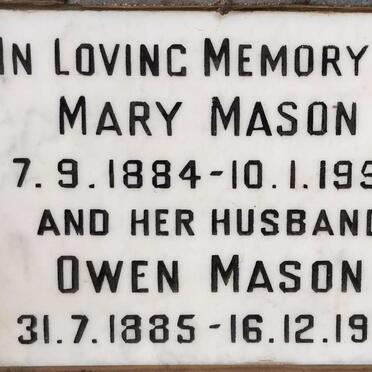 IN LOVING MEMORY
MARY MASON
7.9.1884-10.1.195
AND HER HUSBAND
OWEN MASON
31.7.1885-16.12.19